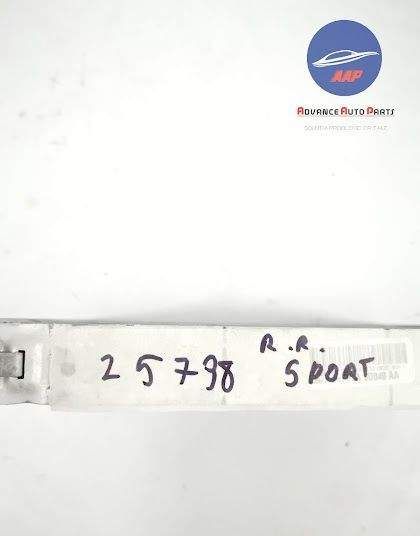 AAP
ADVANCE AUTO PARTS
25798
R.R.
SPORT